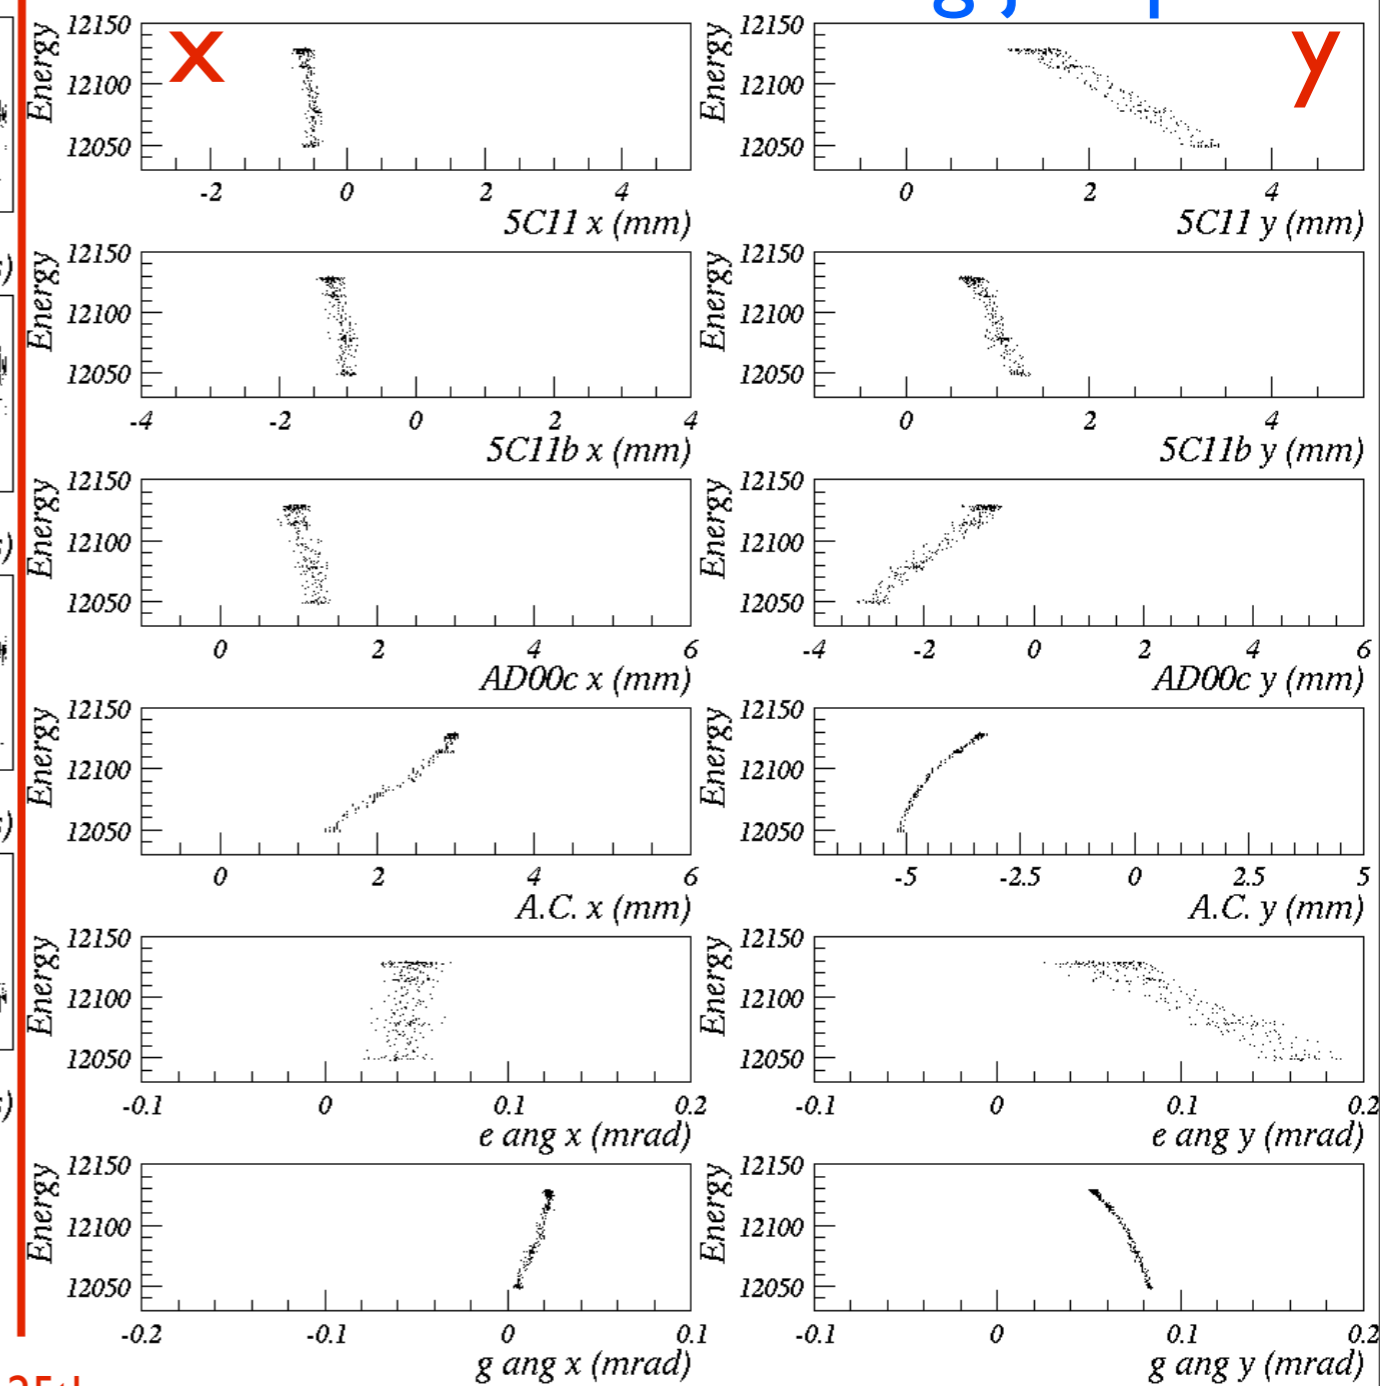 x
y
Energy 12150 12100 12050
-2 0 2 4
5C11 x (mm)
Energy 12150 12100 12050
0 2 4
5C11 y (mm)
Energy 12150 12100 12050
-4 -2 0 2 4
5C11b x (mm)
Energy 12150 12100 12050
0 2 4
5C11b y (mm)
Energy 12150 12100 12050
0 2 4 6
AD00c x (mm)
Energy 12150 12100 12050
-4 -2 0 2 4 6
AD00c y (mm)
Energy 12150 12100 12050
0 2 4 6
A.C. x (mm)
Energy 12150 12100 12050
-5 -2.5 0 2.5 5
A.C. y (mm)
Energy 12150 12100 12050
-0.1 0 0.1 0.2
e ang x (mrad)
Energy 12150 12100 12050
-0.1 0 0.1 0.2
e ang y (mrad)
Energy 12150 12100 12050
-0.2 -0.1 0 0.1
g ang x (mrad)
Energy 12150 12100 12050
-0.1 0 0.1 0.2
g ang y (mrad)